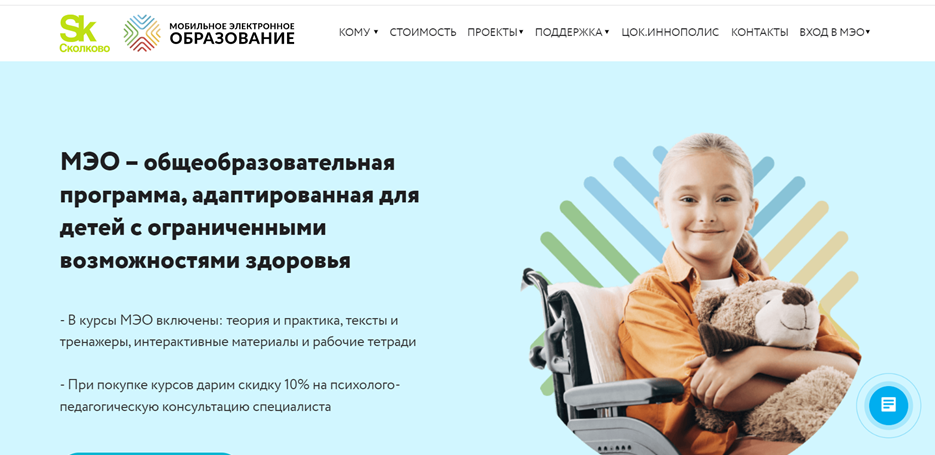 Sk
Сколково
МОБИЛЬНОЕ ЭЛЕКТРОННОЕ
ОБРАЗОВАНИЕ
КОМУ СТОИМОСТЬ ПРОЕКТЫ ПОДДЕРЖКА ЦОК.ИННОПОЛИС КОНТАКТЫ ВХОД В МЭО
МЭО – общеобразовательная
программа, адаптированная для
детей с ограниченными
возможностями здоровья
- В курсы МЭО включены: теория и практика, тексты и
тренажеры, интерактивные материалы и рабочие тетради
- При покупке курсов дарим скидку 10% на психолого-
педагогическую консультацию специалиста